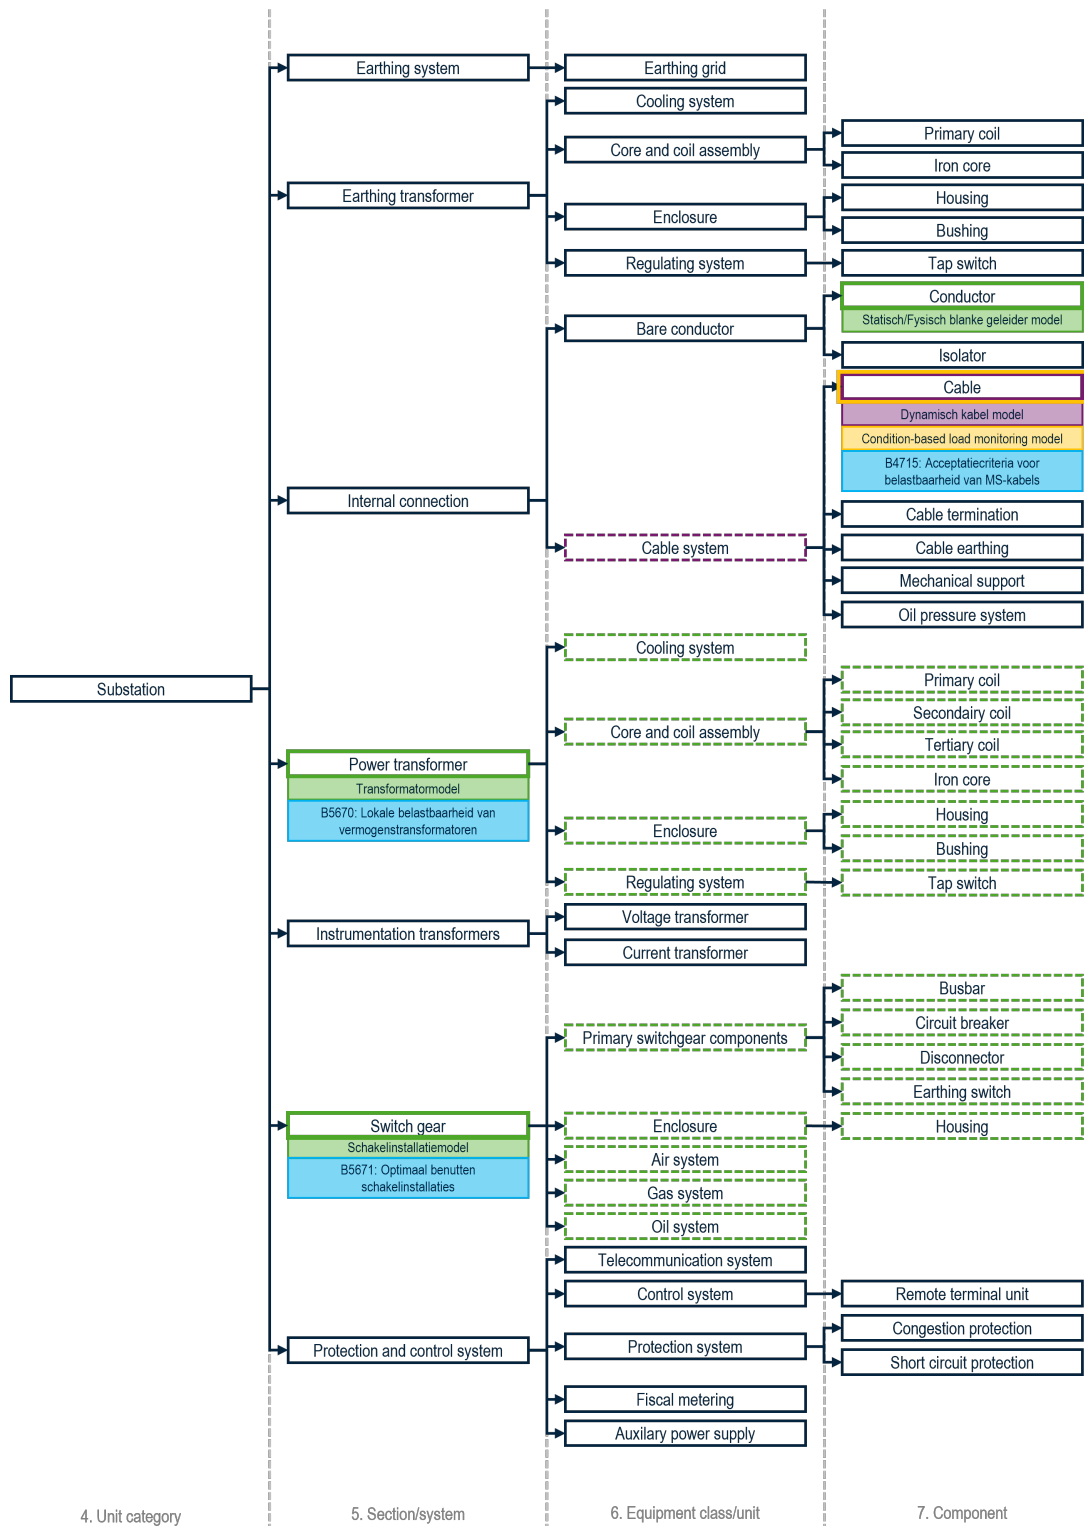 Earthing system
Earthing grid
Cooling system
Core and coil assembly
Primary coil
Iron core
Earthing transformer
Enclosure
Housing
Bushing
Regulating system
Tap switch
Conductor
Statisch/Fysisch blanke geleider model
Bare conductor
Isolator
Cable
Dynamisch kabel model
Condition-based load monitoring model
B4715: Acceptatiecriteria voor
belastbaarheid van MS-kabels
Internal connection
Cable termination
Cable system
Cable earthing
Mechanical support
Oil pressure system
Cooling system
Substation
Primary coil
Secondairy coil
Core and coil assembly
Tertiary coil
Iron core
Power transformer
Transformatormodel
B5670: Lokale belastbaarheid van
vermogenstransformatoren
Housing
Enclosure
Bushing
Regulating system
Tap switch
Voltage transformer
Instrumentation transformers
Current transformer
Busbar
Circuit breaker
Primary switchgear components
Disconnector
Earthing switch
Switch gear
Schakelinstallatiemodel
B5671: Optimaal benutten
schakelinstallaties
Enclosure
Housing
Air system
Gas system
Oil system
Telecommunication system
Control system
Remote terminal unit
Congestion protection
Protection and control system
Protection system
Short circuit protection
Fiscal metering
Auxilary power supply
4. Unit category
5. Section/system
6. Equipment class/unit
7. Component